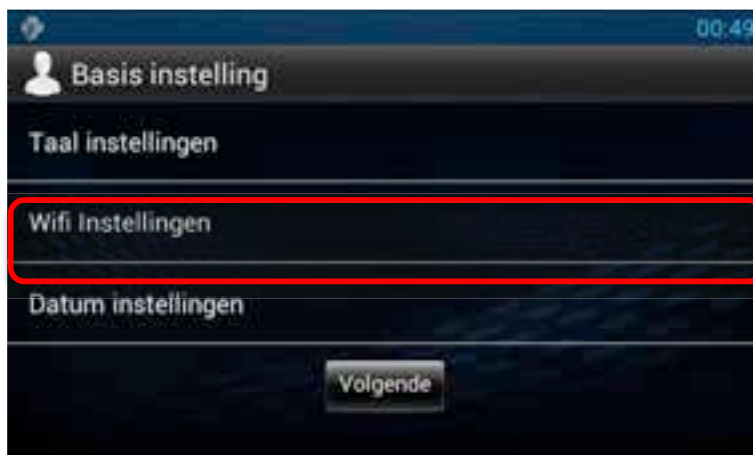 00:49
Basis instelling
Taal instellingen
Wifi Instellingen
Datum instellingen
Volgende